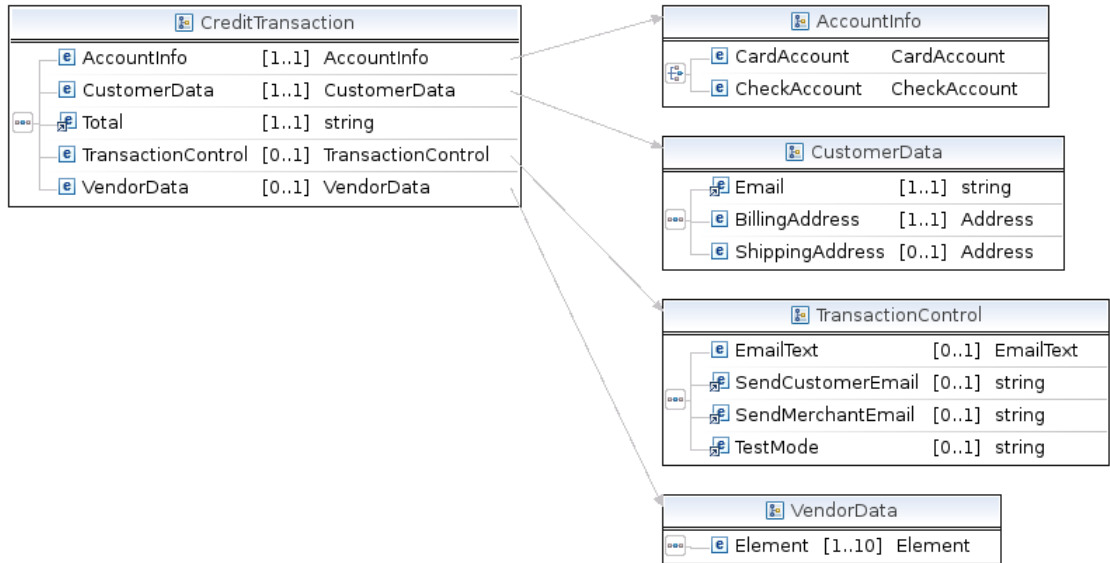 CreditTransaction
AccountInfo [1..1] AccountInfo
CustomerData [1..1] CustomerData
Total [1..1] string
TransactionControl [0..1] TransactionControl
VendorData [0..1] VendorData
AccountInfo
CardAccount CardAccount
CheckAccount CheckAccount
CustomerData
Email [1..1] string
BillingAddress [1..1] Address
ShippingAddress [0..1] Address
TransactionControl
EmailText [0..1] EmailText
SendCustomerEmail [0..1] string
SendMerchantEmail [0..1] string
TestMode [0..1] string
VendorData
Element [1..10] Element